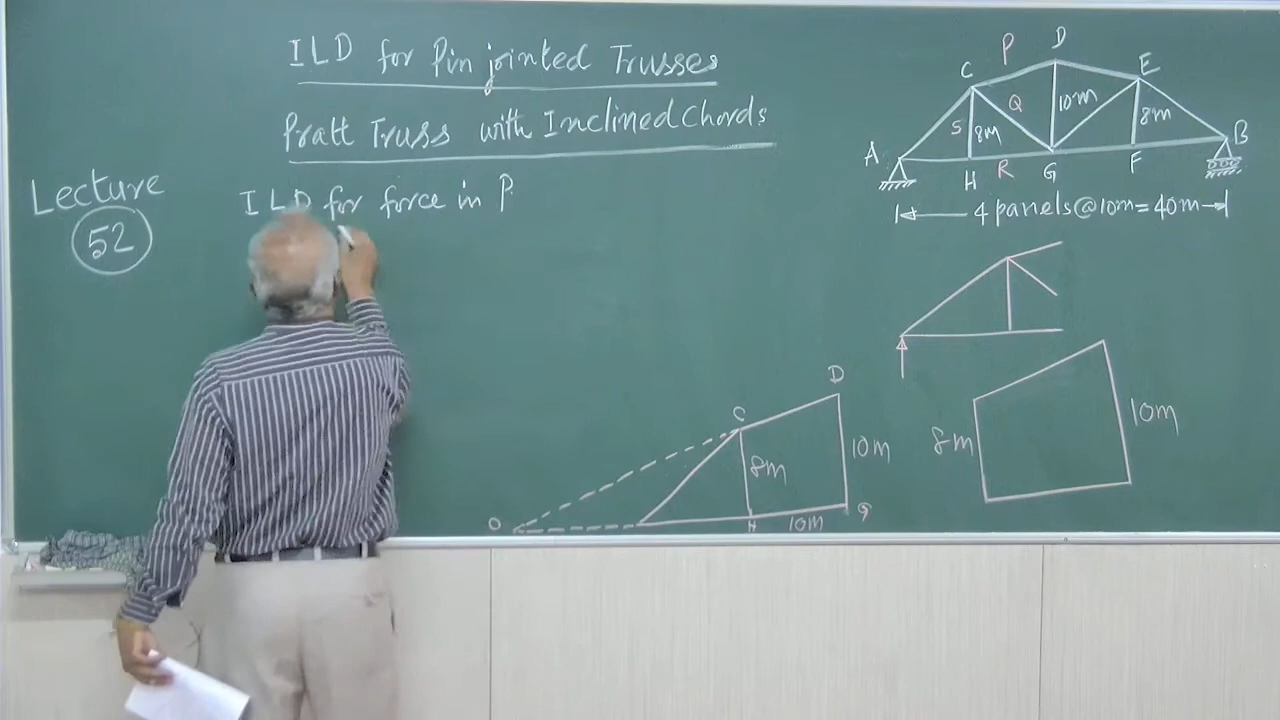 ILD for Pin jointed Trusses
Pratt Truss with Inclined Chords
Lecture
52
ILD for force in P
P
D
C
E
Q
10m
S
8m
8m
A
B
H
R
G
F
4 panels@10m=40m
D
C
8m
10m
O
H
10m
G
8m
10m